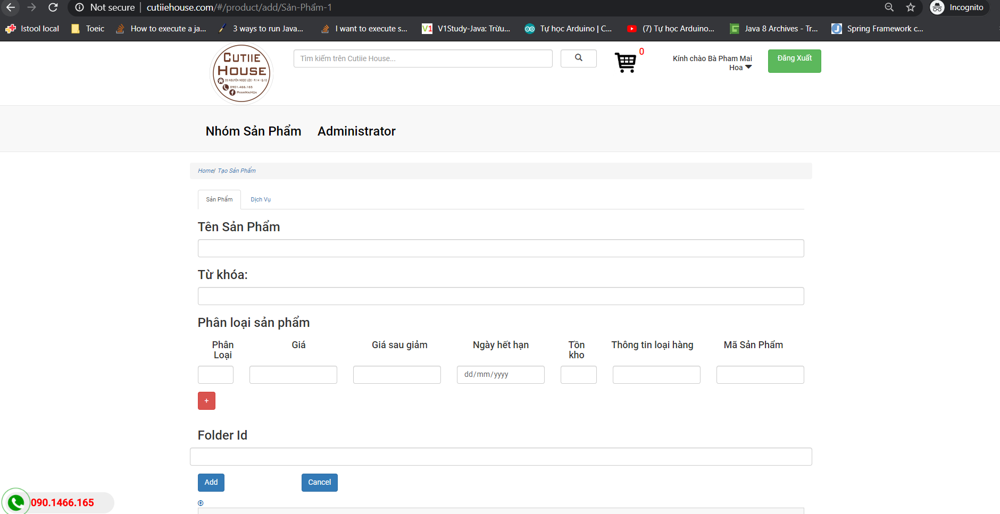 Not secure
cutiiehouse.com/#/product/add/Sản-Phẩm-1
Incognito
Istool local
Toeic
How to execute a ja...
3 ways to run Java...
I want to execute s...
V1
V1Study-Java: Trừu...
Tự học Arduino | C...
(7) Tự học Arduino...
Java 8 Archives - Tr...
Spring Framework c...
CUTIIE
HOUSE
35 NGUYỄN NGỌC LỘC - P.14 - Q.10
0901.466.165
PHAMMAIHOA
Tìm kiếm trên Cutiie House...
0
Kính chào Bà Pham Mai
Hoa
Đăng Xuất
Nhóm Sản Phẩm
Administrator
Home/ Tạo Sản Phẩm
Sản Phẩm
Dịch Vụ
Tên Sản Phẩm
Từ khóa:
Phân loại sản phẩm
Phân
Loại
Giá
Giá sau giảm
Ngày hết hạn
Tồn
kho
Thông tin loại hàng
Mã Sản Phẩm
dd/mm/yyyy
+
Folder Id
Add
Cancel
090.1466.165